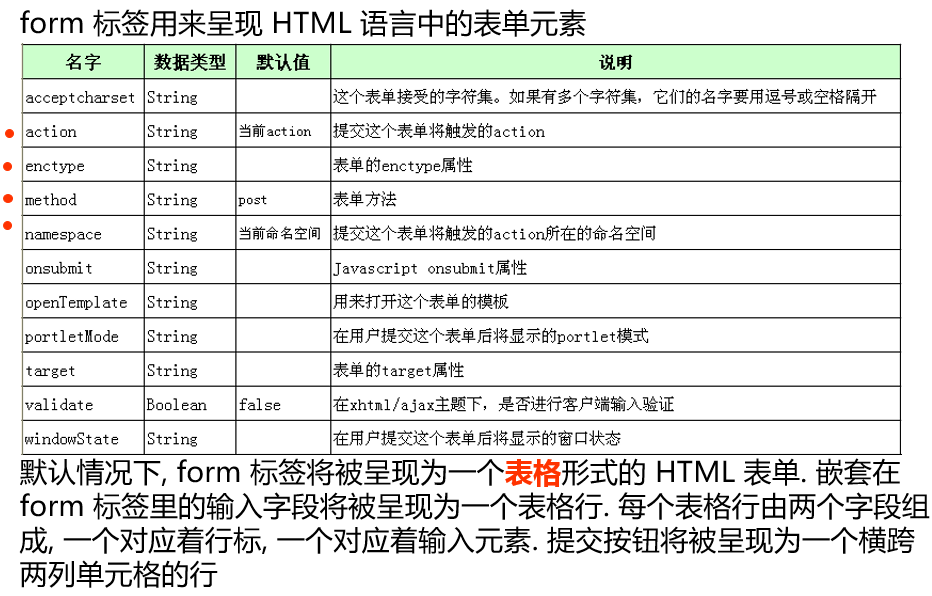 form 标签用来呈现 HTML 语言中的表单元素
名字 数据类型 默认值 说明
acceptcharset String 这个表单接受的字符集。如果有多个字符集，它们的名字要用逗号或空格隔开
action String 当前action 提交这个表单将触发的action
enctype String 表单的enctype属性
method String post 表单方法
namespace String 当前命名空间 提交这个表单将触发的action所在的命名空间
onsubmit String Javascript onsubmit属性
openTemplate String 用来打开这个表单的模板
portletMode String 在用户提交这个表单后将显示的portlet模式
target String 表单的target属性
validate Boolean false 在xhtml/ajax主题下，是否进行客户端输入验证
windowState String 在用户提交这个表单后将显示的窗口状态
默认情况下, form 标签将被呈现为一个表格形式的 HTML 表单. 嵌套在
form 标签里的输入字段将被呈现为一个表格行. 每个表格行由两个字段组
成, 一个对应着行标, 一个对应着输入元素. 提交按钮将被呈现为一个横跨
两列单元格的行